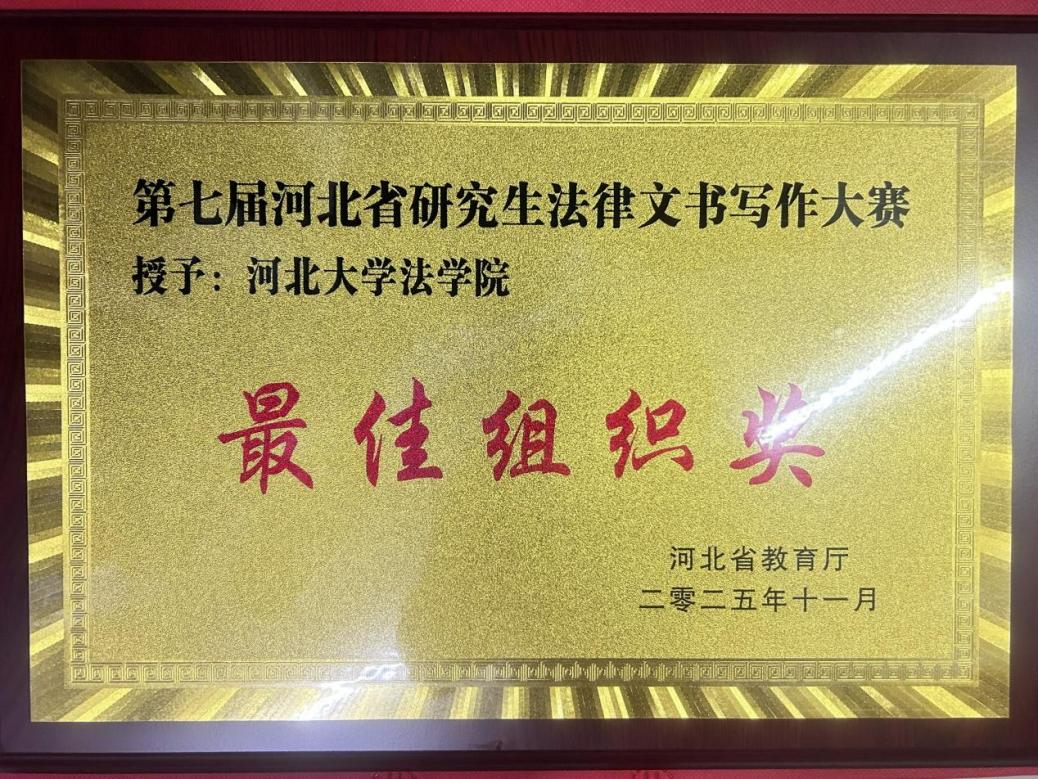 第七届河北省研究生法律文书写作大赛
授予：河北大学法学院
最佳组织奖
河北省教育厅
二零二五年十一月